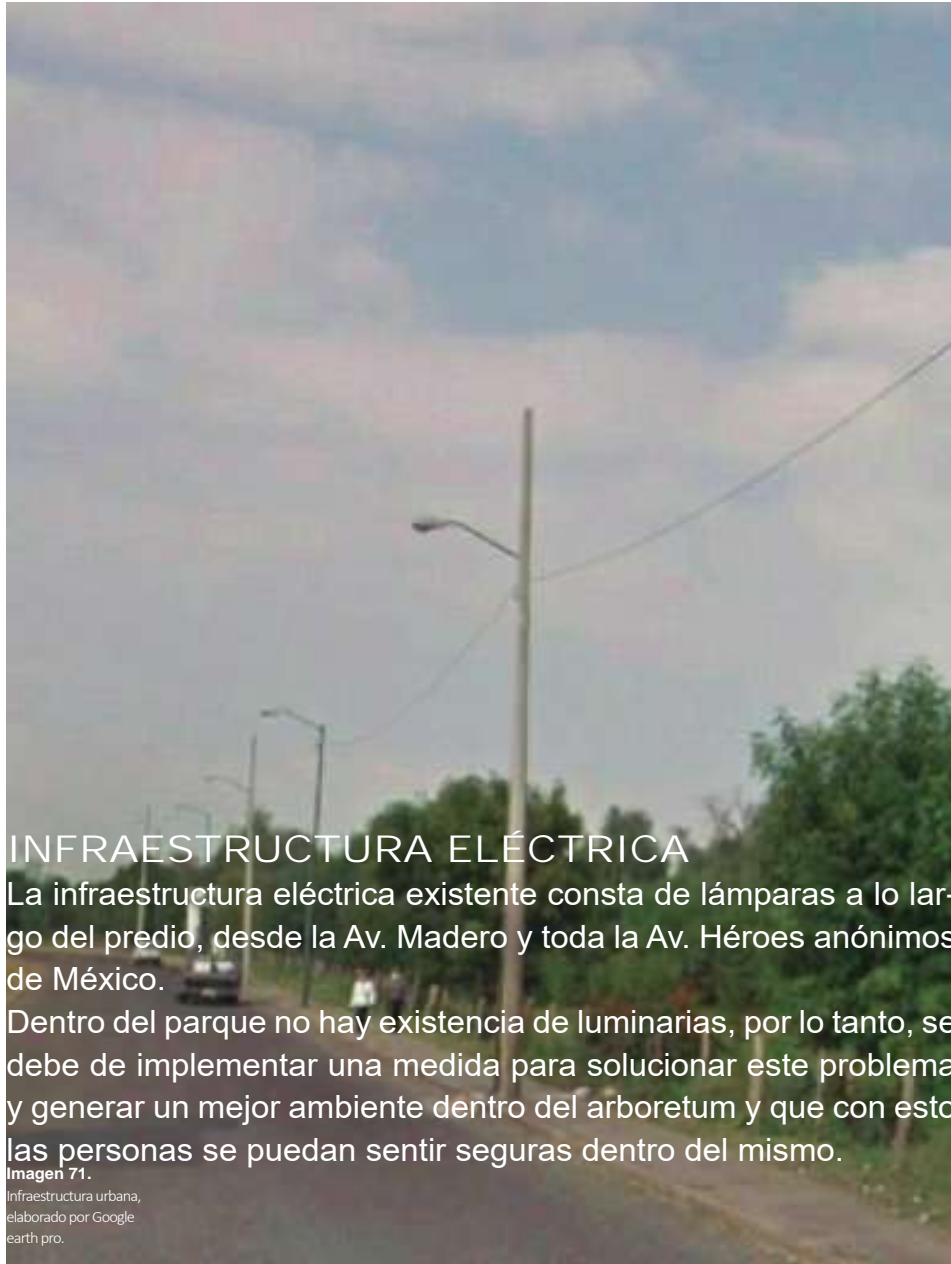 INFRAESTRUCTURA ELÉCTRICA
La infraestructura eléctrica existente consta de lámparas a lo lar-
go del predio, desde la Av. Madero y toda la Av. Héroes anónimos
de México.
Dentro del parque no hay existencia de luminarias, por lo tanto, se
debe de implementar una medida para solucionar este problema
y generar un mejor ambiente dentro del arboretum y que con esto
las personas se puedan sentir seguras dentro del mismo.
Imagen 71.
Infraestructura urbana,
elaborado por Google
earth pro.